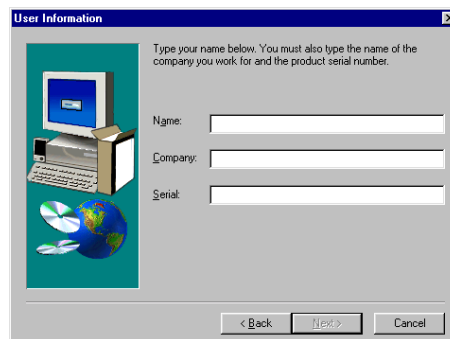 User Information
Type your name below. You must also type the name of the
company you work for and the product serial number.
Name:
Company:
Serial:
< Back
Next >
Cancel